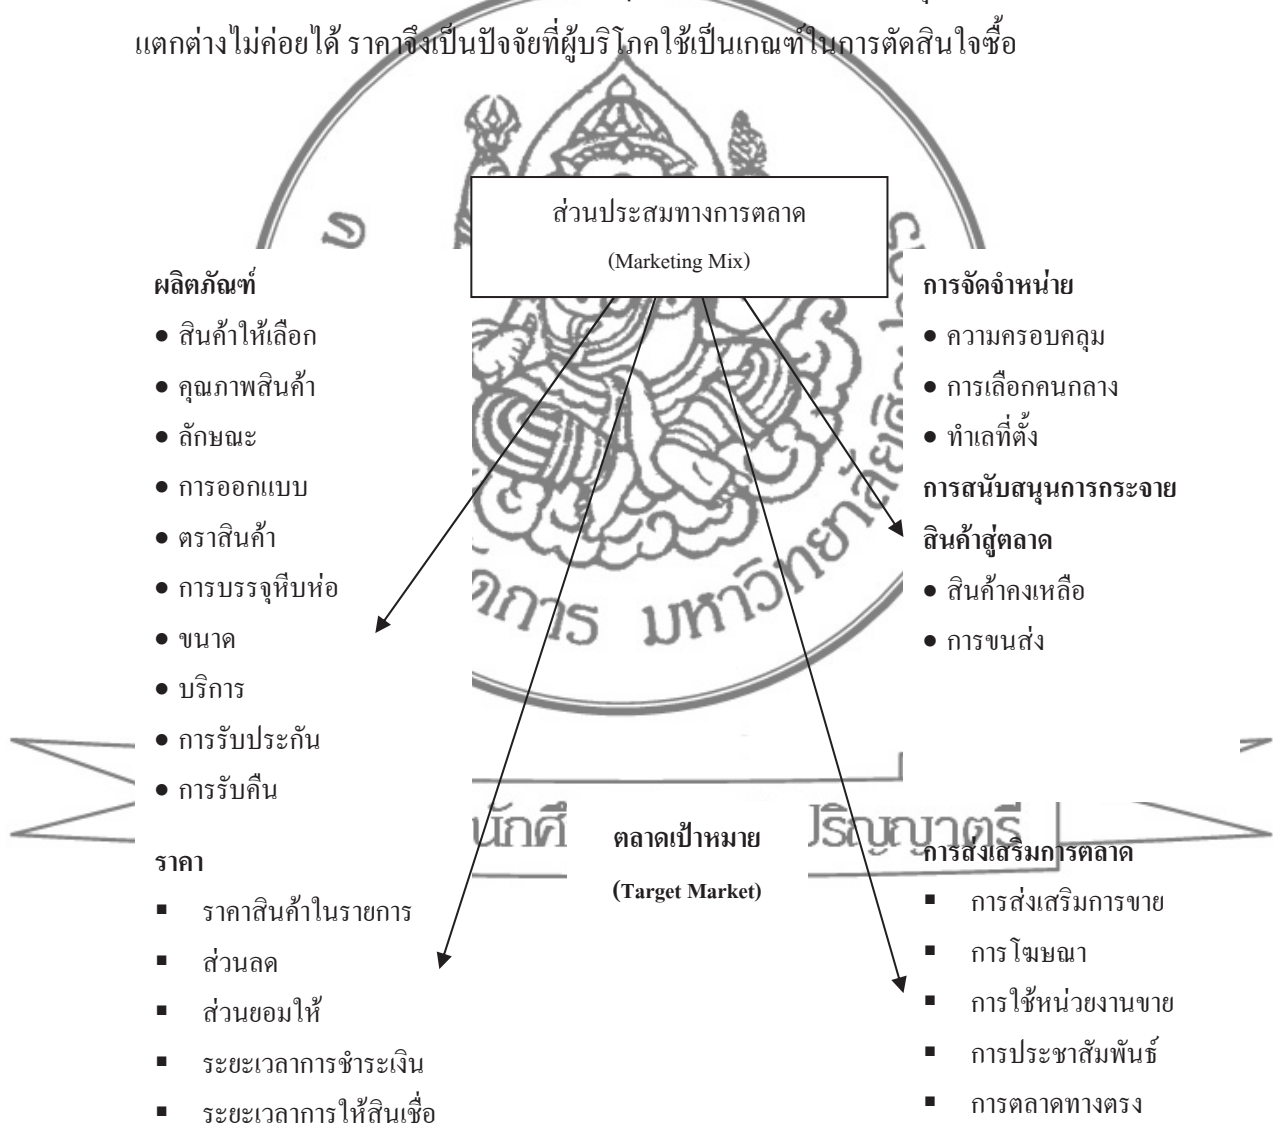 แตกต่างไม่ค่อยได้ ราคาจึงเป็นปัจจัยที่ผู้บริโภคใช้เป็นเกณฑ์ในการตัดสินใจซื้อ
ส่วนประสมทางการตลาด
(Marketing Mix)
ผลิตภัณฑ์
● สินค้าให้เลือก
● คุณภาพสินค้า
● ลักษณะ
● การออกแบบ
● ตราสินค้า
● การบรรจุหีบห่อ
● ขนาด
● บริการ
● การรับประกัน
● การรับคืน
การจัดจำหน่าย
● ความครอบคลุม
● การเลือกคนกลาง
● ทำเลที่ตั้ง
การสนับสนุนการกระจาย
สินค้าสู่ตลาด
● สินค้าคงเหลือ
● การขนส่ง
ราคา
▪ ราคาสินค้าในรายการ
▪ ส่วนลด
▪ ส่วนยอมให้
▪ ระยะเวลาการชำระเงิน
▪ ระยะเวลาการให้สินเชื่อ
ตลาดเป้าหมาย
(Target Market)
การส่งเสริมการตลาด
▪ การส่งเสริมการขาย
▪ การโฆษณา
▪ การใช้หน่วยงานขาย
▪ การประชาสัมพันธ์
▪ การตลาดทางตรง
มหาวิทยาลัย
ปริญญาตรี